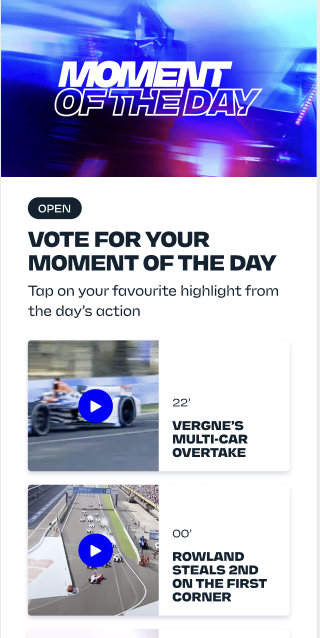 MOMENT
OF THE DAY
OPEN
VOTE FOR YOUR
MOMENT OF THE DAY
Tap on your favourite highlight from
the day's action
22'
VERGNE'S
MULTI-CAR
OVERTAKE
00'
ROWLAND
STEALS 2ND
ON THE FIRST
CORNER